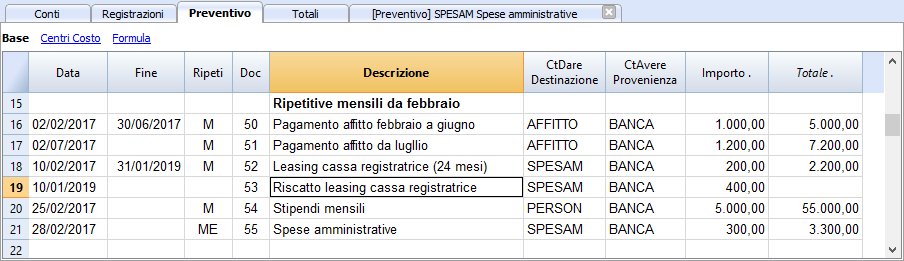 Conti Registrazioni Preventivo Totali [Preventivo] SPESAM Spese amministrative
Base Centri Costo Formula
Data Fine Ripeti Doc Descrizione CtDare Destinazione CtAvere Provenienza Importo . Totale .
15 Ripetitive mensili da febbraio
16 02/02/2017 30/06/2017 M 50 Pagamento affitto febbraio a giugno AFFITTO BANCA 1.000,00 5.000,00
17 02/07/2017 M 51 Pagamento affitto da lugllio AFFITTO BANCA 1.200,00 7.200,00
18 10/02/2017 31/01/2019 M 52 Leasing cassa registratrice (24 mesi) SPESAM BANCA 200,00 2.200,00
19 10/01/2019 53 Riscatto leasing cassa registratrice SPESAM BANCA 400,00
20 25/02/2017 M 54 Stipendi mensili PERSON BANCA 5.000,00 55.000,00
21 28/02/2017 ME 55 Spese amministrative SPESAM BANCA 300,00 3.300,00
22